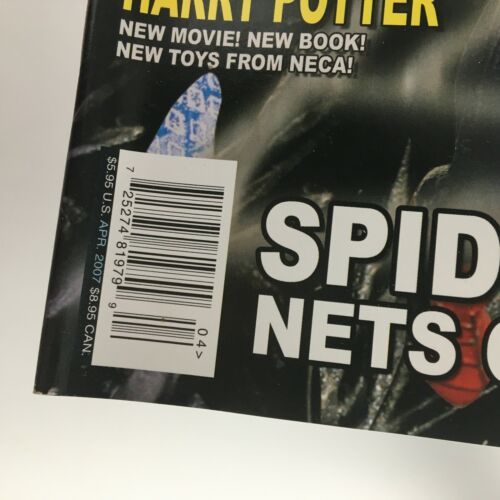 HARRY POTTER
NEW MOVIE! NEW BOOK!
NEW TOYS FROM NECA!
$5.95 U.S. APR. 2007 $8.95 CAN.
7 25274 81979 9
04>
SPID
NETS